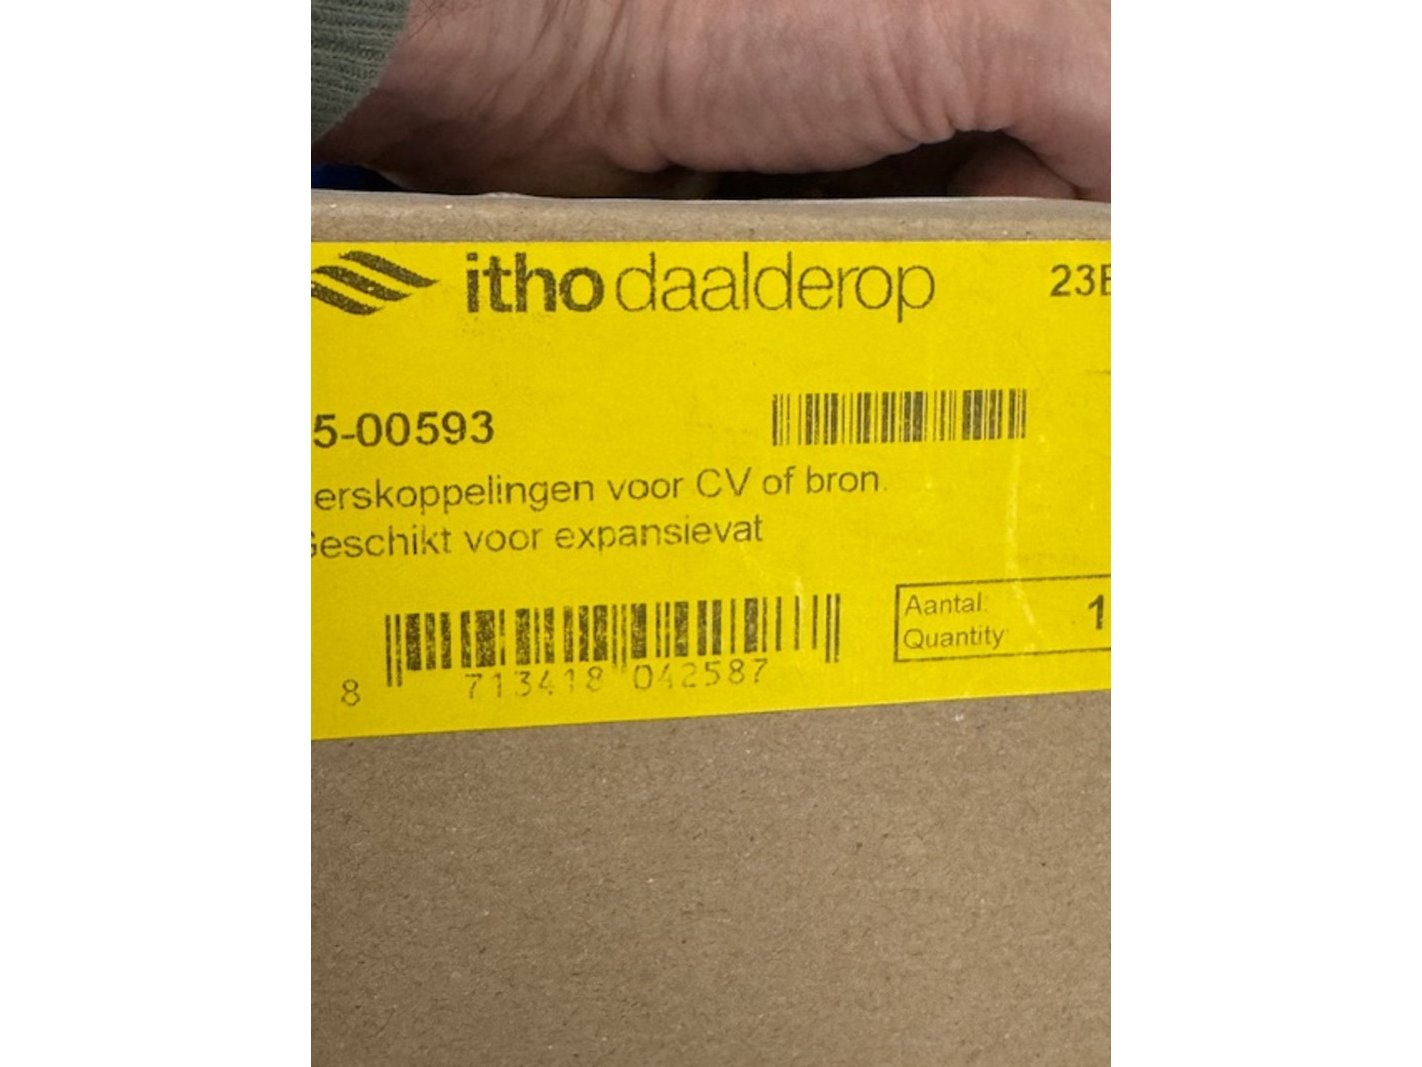 itho daalderop
23E
5-00593
erskoppelingen voor CV of bron.
Geschikt voor expansievat
8 713418 042587
Aantal:
Quantity:
1